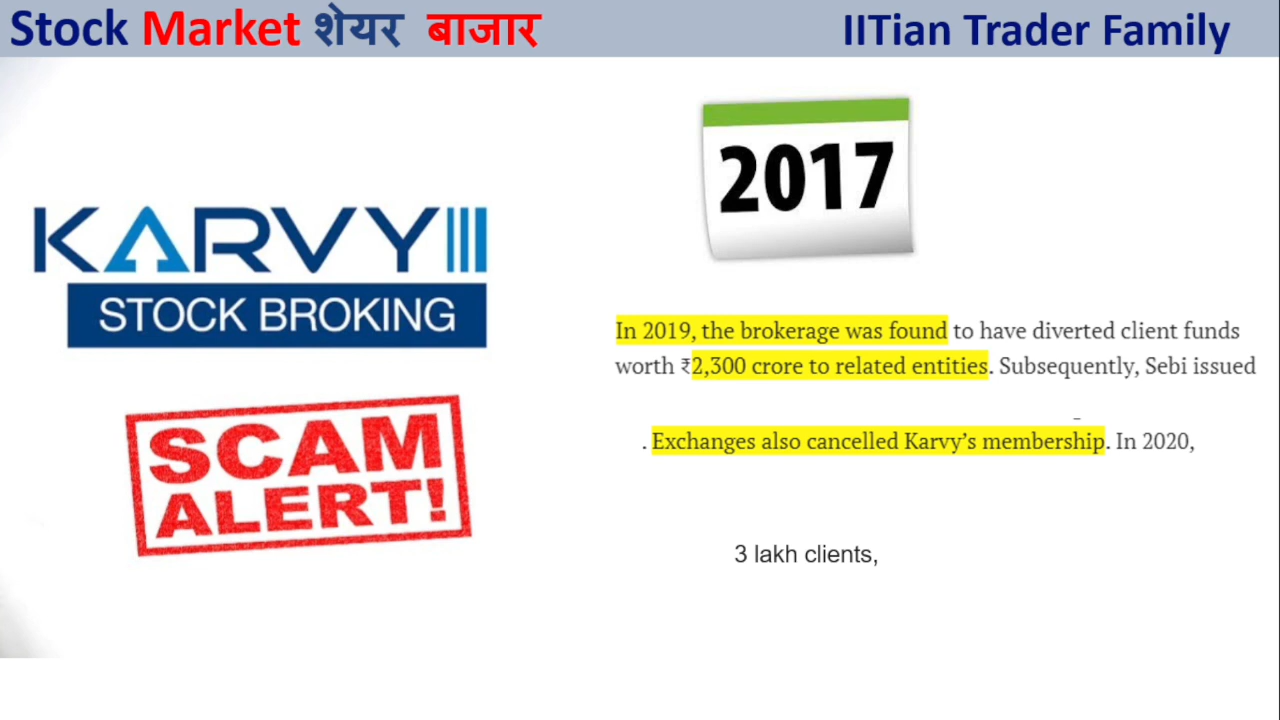 Stock Market शेयर बाजार
IITian Trader Family
2017
KARVY
STOCK BROKING
In 2019, the brokerage was found to have diverted client funds
worth ₹2,300 crore to related entities. Subsequently, Sebi issued
. Exchanges also cancelled Karvy’s membership. In 2020,
SCAM
ALERT!
3 lakh clients,